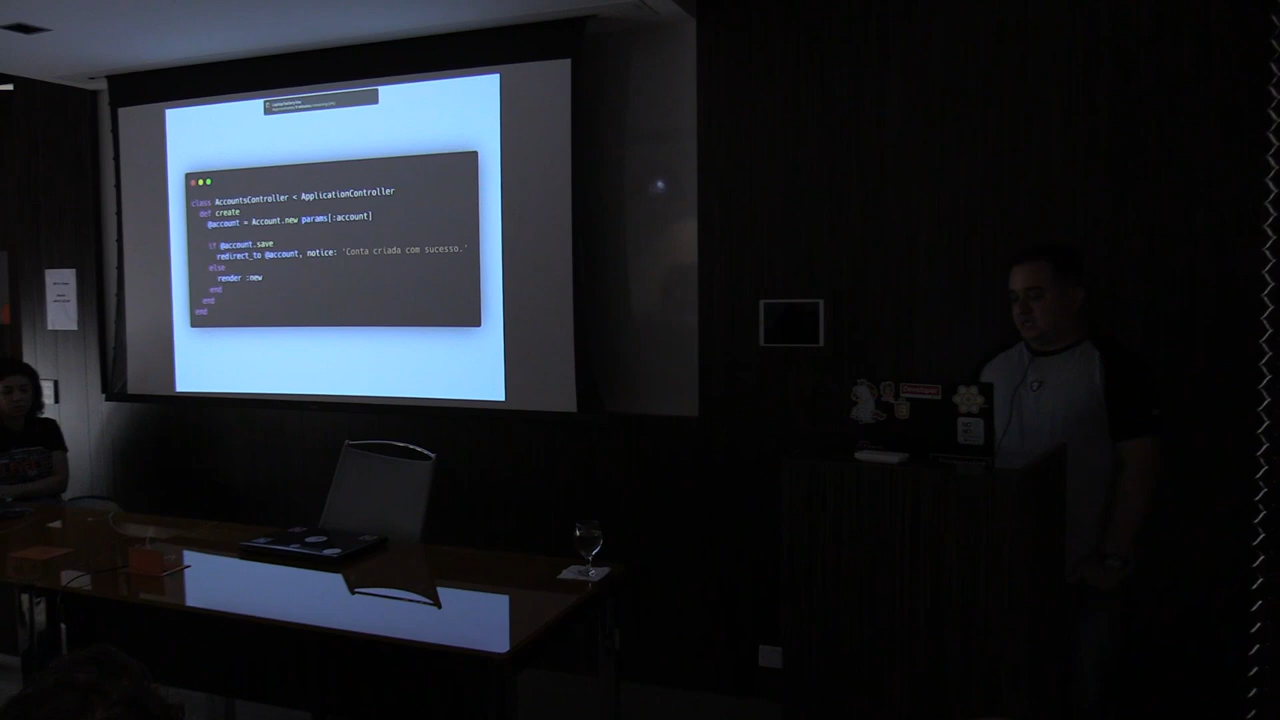 class AccountsController < ApplicationController
def create
@account = Account.new params[:account]
if @account.save
redirect_to @account, notice: 'Conta criada com sucesso.'
else
render :new
end
end
end